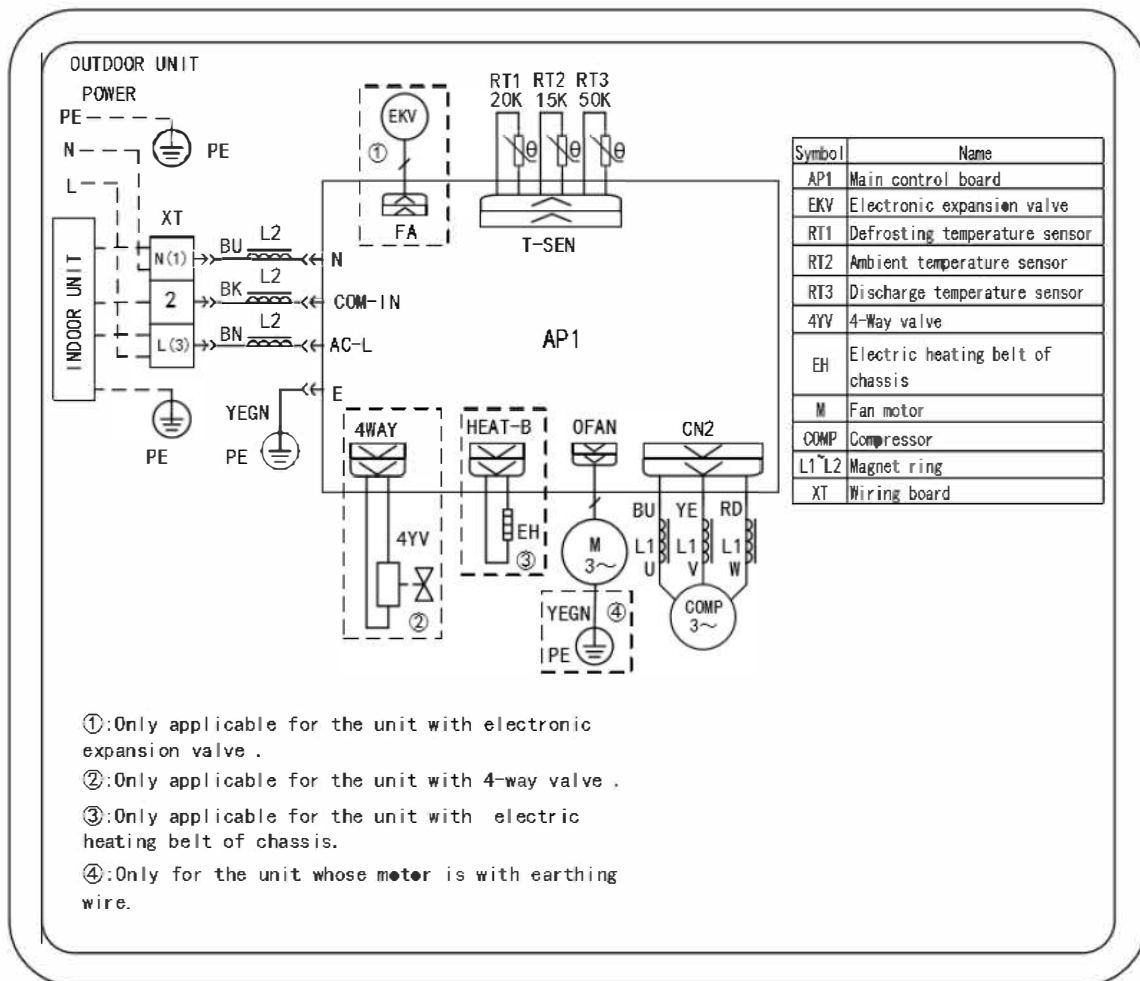 OUTDOOR UNIT
POWER
PE
PE
N
L
INDOOR UNIT
XT
N(1)
2
L(3)
BU
L2
N
BK
L2
COM-IN
BN
L2
AC-L
E
YEGN
PE
PE
EKV
①
FA
RT1 RT2 RT3
20K 15K 50K
θ θ θ
T-SEN
AP1
4WAY
4YV
②
HEAT-B
EH
③
OFAN
M
3~
YEGN ④
PE
CN2
BU YE RD
L1 L1 L1
U V W
COMP
3~
Symbol Name
AP1 Main control board
EKV Electronic expansion valve
RT1 Defrosting temperature sensor
RT2 Ambient temperature sensor
RT3 Discharge temperature sensor
4YV 4-Way valve
EH Electric heating belt of
chassis
M Fan motor
COMP Compressor
L1~L2 Magnet ring
XT Wiring board
①:Only applicable for the unit with electronic
expansion valve .
②:Only applicable for the unit with 4-way valve .
③:Only applicable for the unit with electric
heating belt of chassis.
④:Only for the unit whose motor is with earthing
wire.